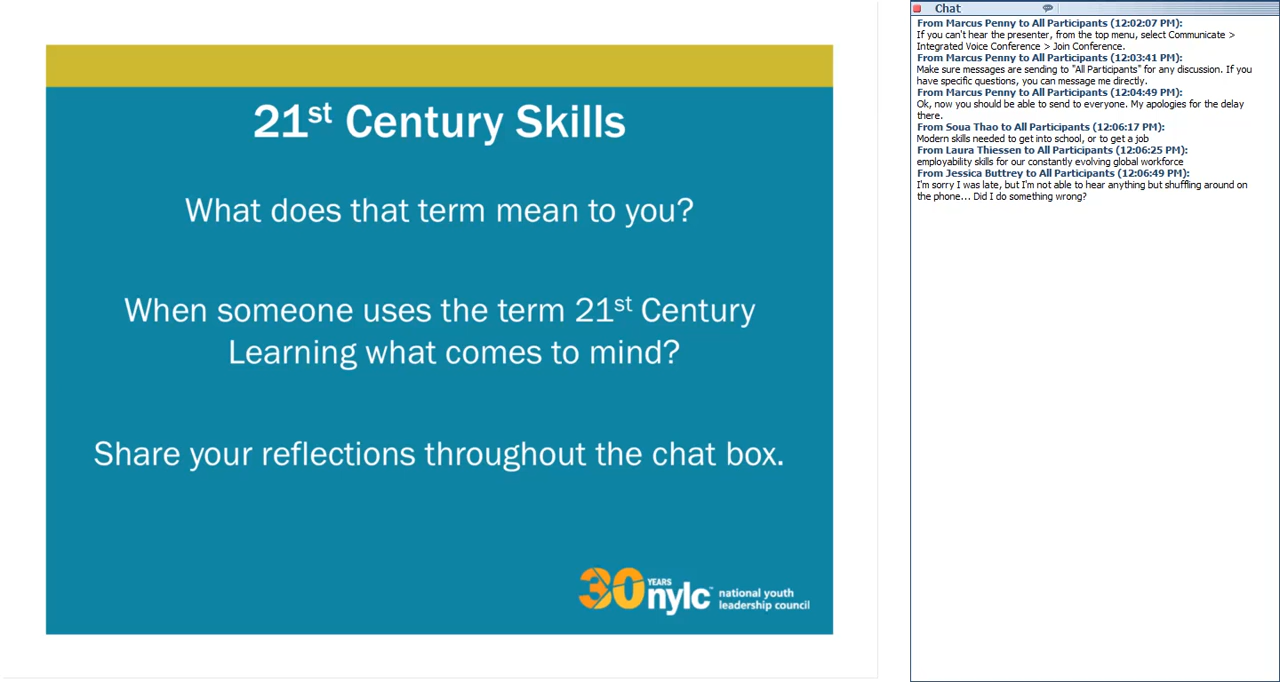 21st Century Skills
What does that term mean to you?
When someone uses the term 21st Century
Learning what comes to mind?
Share your reflections throughout the chat box.
30 YEARS
nylc™ national youth
leadership council
Chat
From Marcus Penny to All Participants (12:02:07 PM):
If you can't hear the presenter, from the top menu, select Communicate >
Integrated Voice Conference > Join Conference.
From Marcus Penny to All Participants (12:03:41 PM):
Make sure messages are sending to "All Participants" for any discussion. If you
have specific questions, you can message me directly.
From Marcus Penny to All Participants (12:04:49 PM):
Ok, now you should be able to send to everyone. My apologies for the delay
there.
From Soua Thao to All Participants (12:06:17 PM):
Modern skills needed to get into school, or to get a job
From Laura Thiessen to All Participants (12:06:25 PM):
employability skills for our constantly evolving global workforce
From Jessica Buttrey to All Participants (12:06:49 PM):
I'm sorry I was late, but I'm not able to hear anything but shuffling around on
the phone... Did I do something wrong?